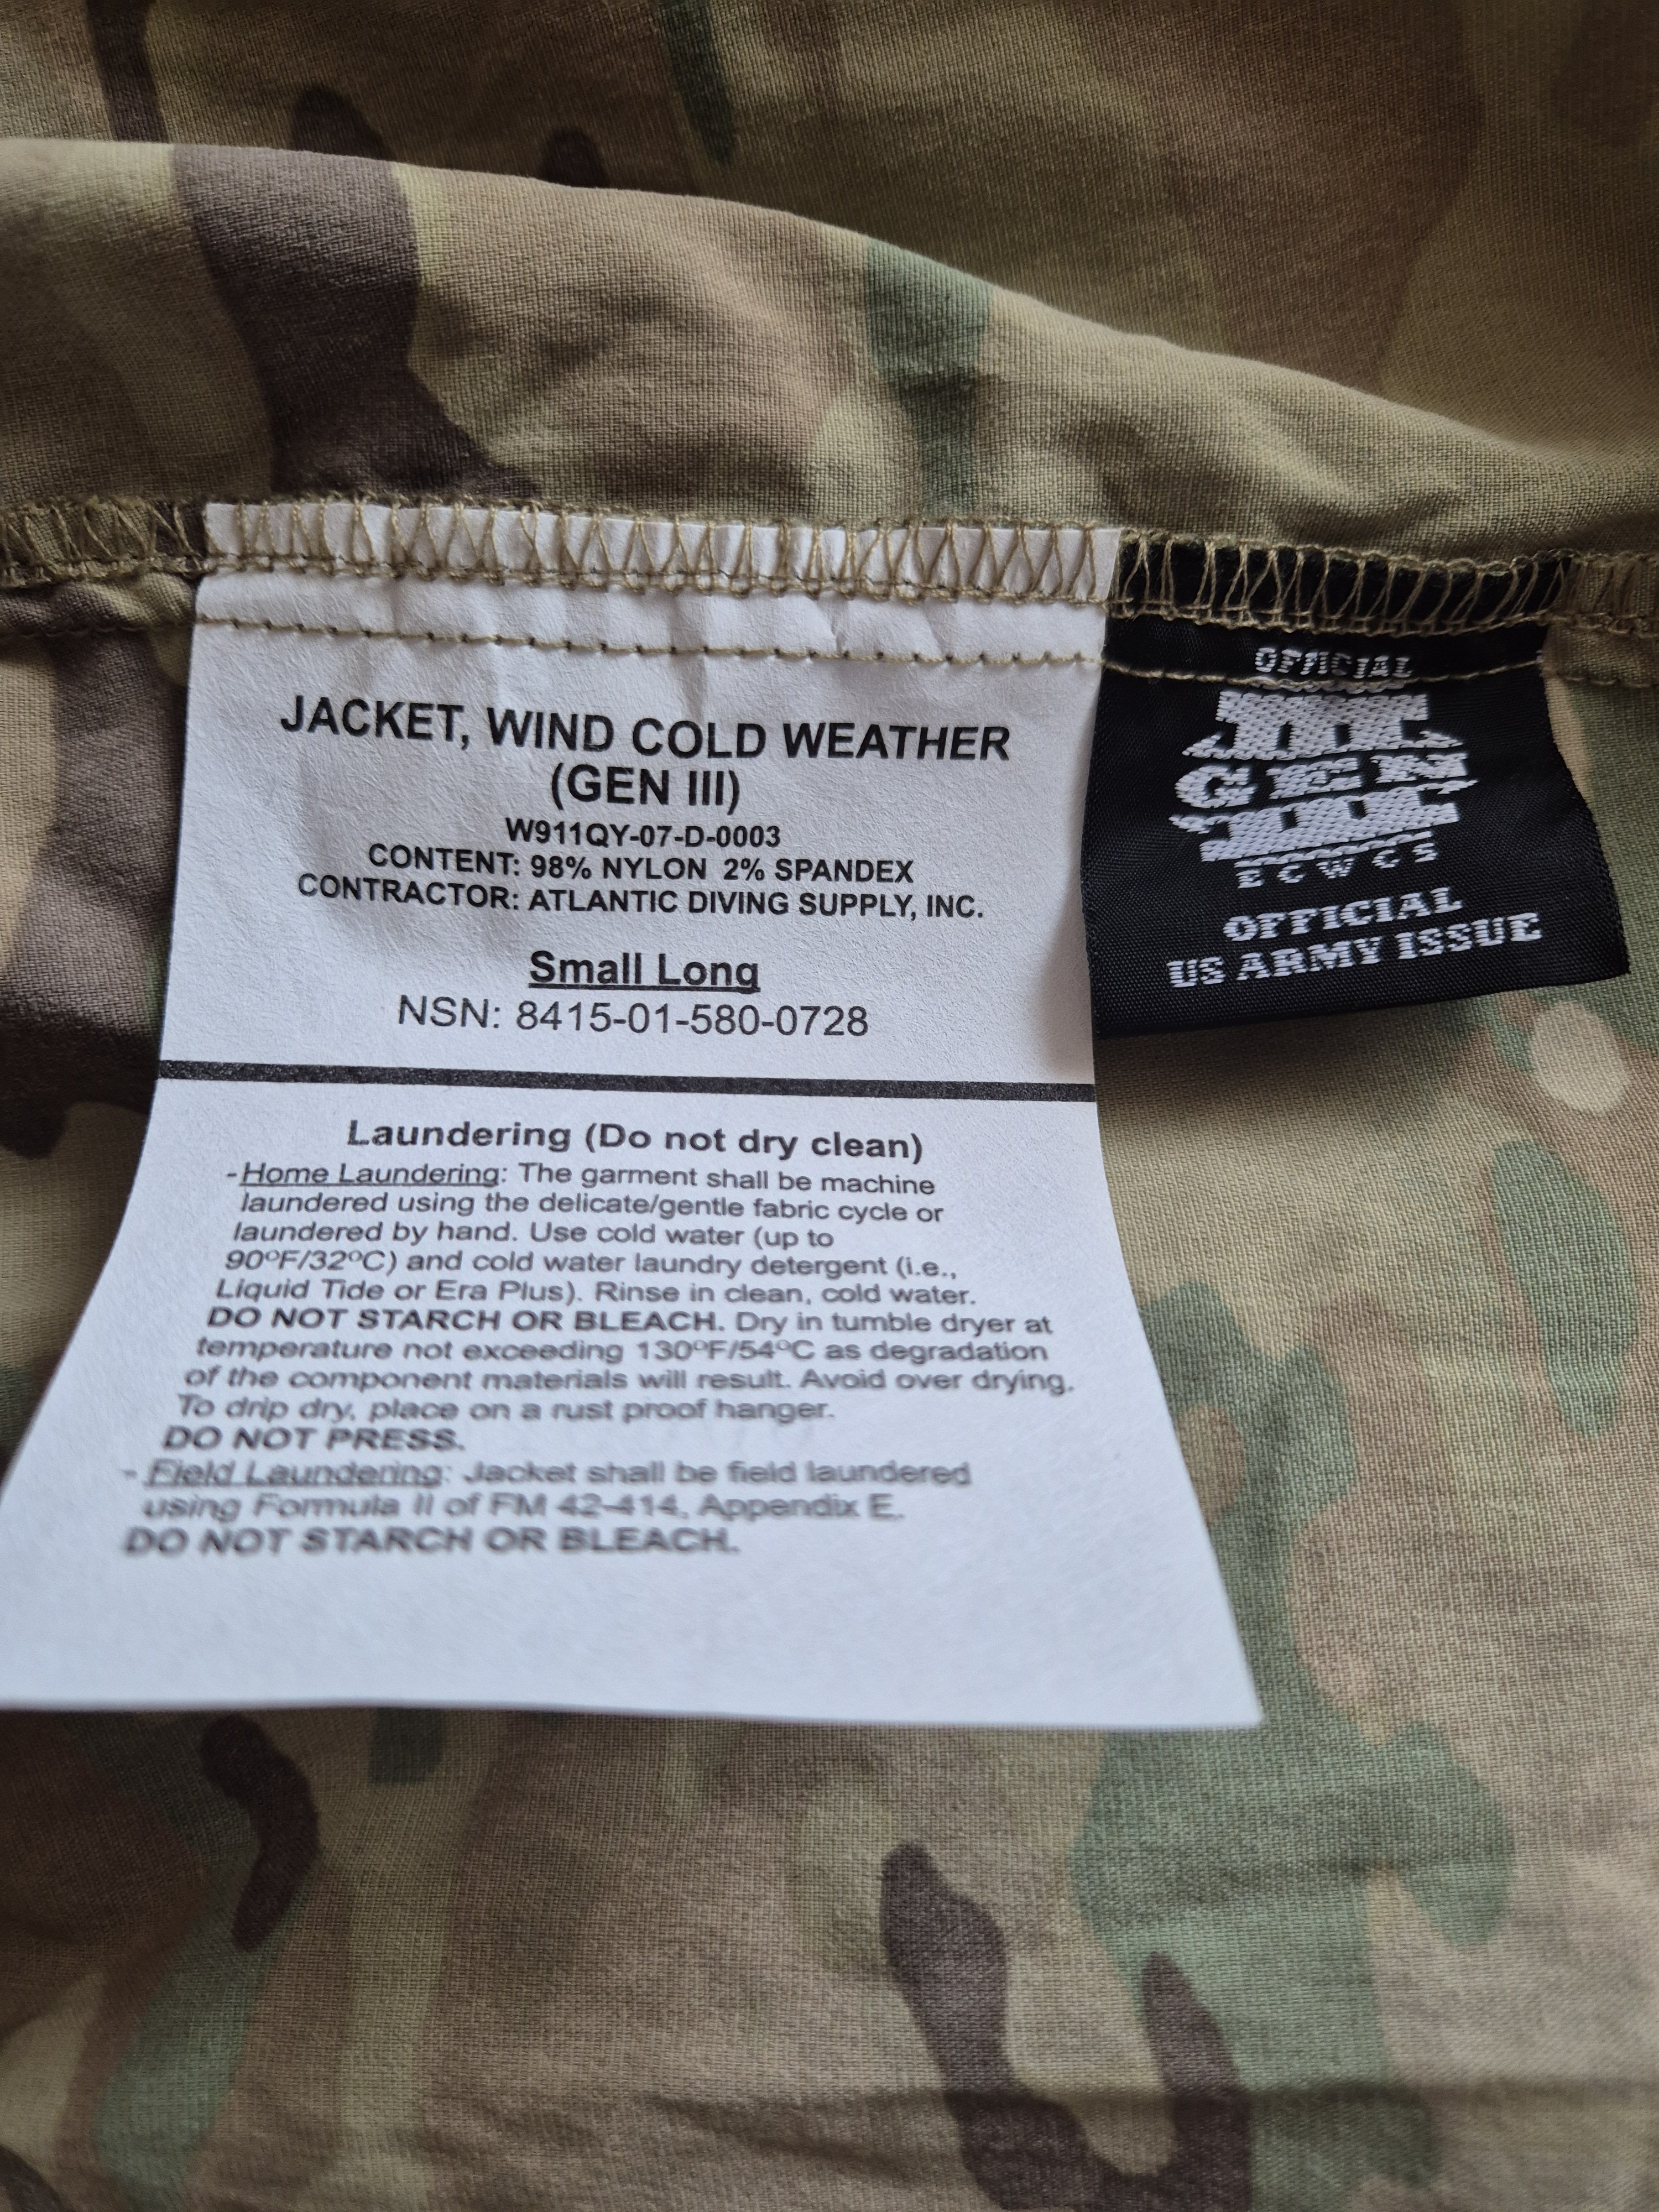 JACKET, WIND COLD WEATHER
(GEN III)
W911QY-07-D-0003
CONTENT: 98% NYLON 2% SPANDEX
CONTRACTOR: ATLANTIC DIVING SUPPLY, INC.
Small Long
NSN: 8415-01-580-0728
Laundering (Do not dry clean)
-Home Laundering: The garment shall be machine
laundered using the delicate/gentle fabric cycle or
laundered by hand. Use cold water (up to
90ºF/32ºC) and cold water laundry detergent (i.e.,
Liquid Tide or Era Plus). Rinse in clean, cold water.
DO NOT STARCH OR BLEACH. Dry in tumble dryer at
temperature not exceeding 130ºF/54ºC as degradation
of the component materials will result. Avoid over drying.
To drip dry, place on a rust proof hanger.
DO NOT PRESS.
- Field Laundering: Jacket shall be field laundered
using Formula II of FM 42-414, Appendix E.
DO NOT STARCH OR BLEACH.
OFFICIAL
III
GEN
III
ECWCS
OFFICIAL
US ARMY ISSUE